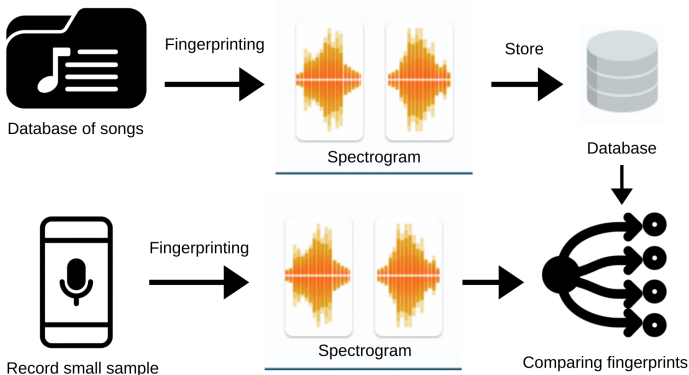 Fingerprinting
Store
Database of songs
Spectrogram
Database
Fingerprinting
Record small sample
Spectrogram
Comparing fingerprints